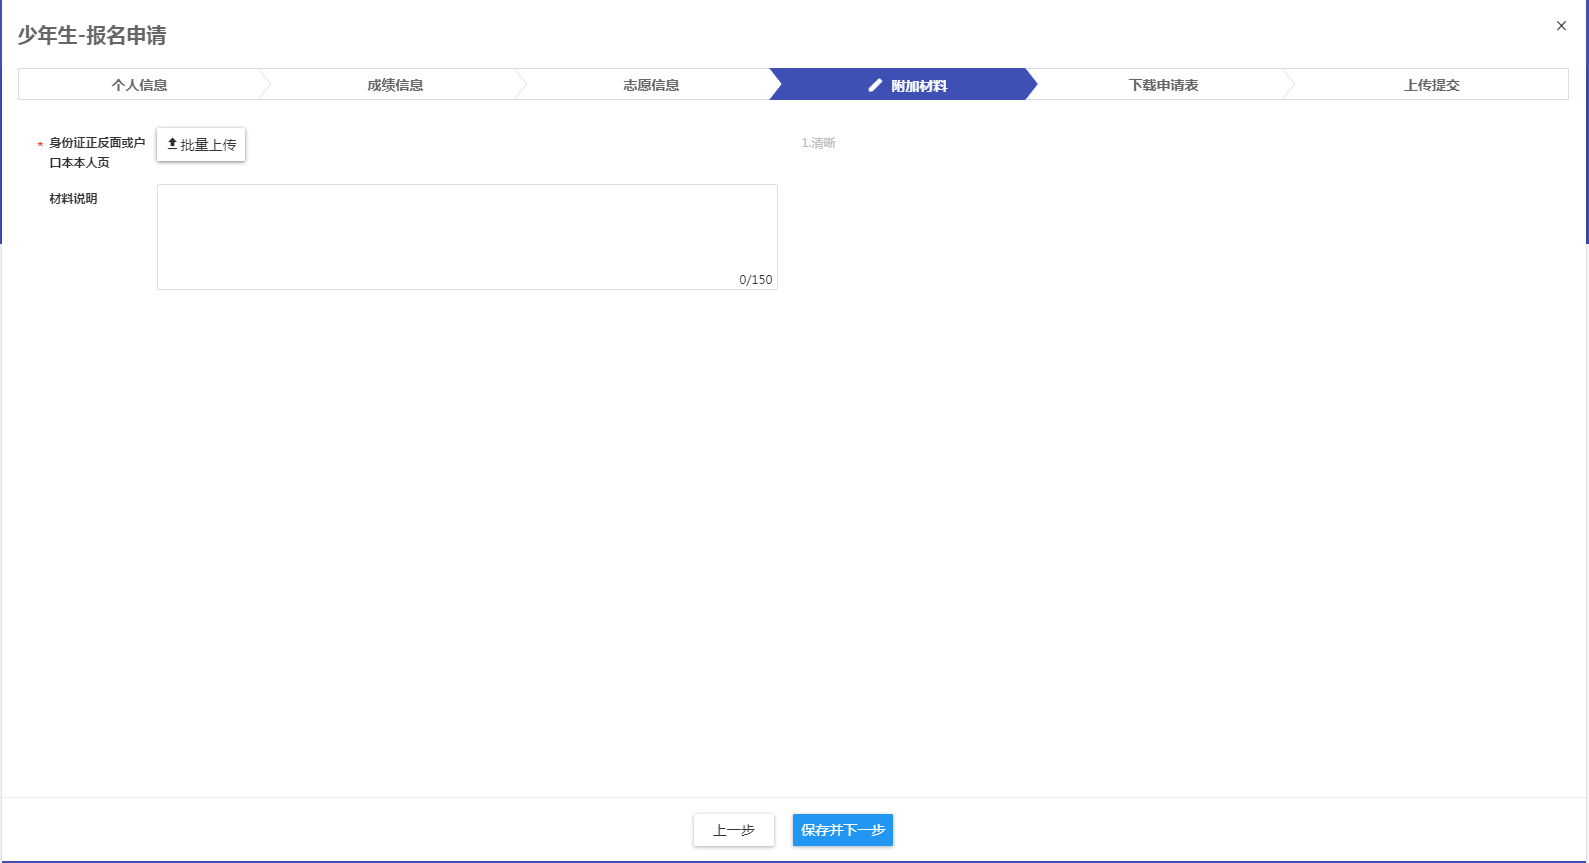 少年生-报名申请
×
个人信息
成绩信息
志愿信息
附加材料
下载申请表
上传提交
* 身份证正反面或户
口本本人页
批量上传
1.清晰
材料说明
0/150
上一步
保存并下一步